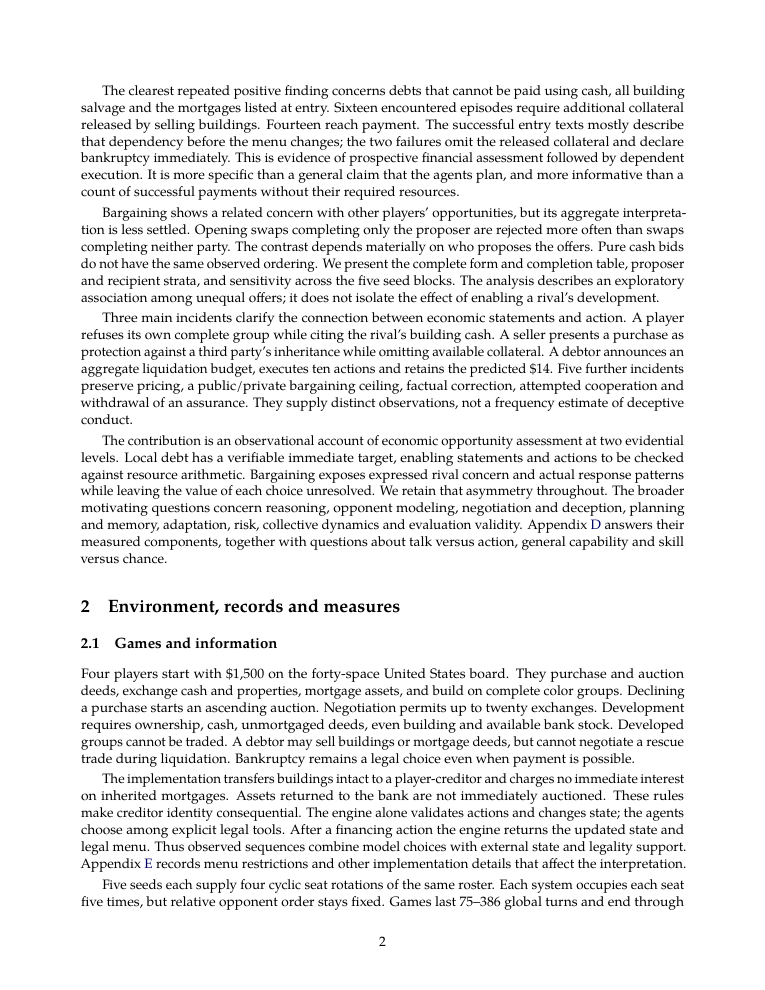 The clearest repeated positive finding concerns debts that cannot be paid using cash, all building
salvage and the mortgages listed at entry. Sixteen encountered episodes require additional collateral
released by selling buildings. Fourteen reach payment. The successful entry texts mostly describe
that dependency before the menu changes; the two failures omit the released collateral and declare
bankruptcy immediately. This is evidence of prospective financial assessment followed by dependent
execution. It is more specific than a general claim that the agents plan, and more informative than a
count of successful payments without their required resources.
Bargaining shows a related concern with other players' opportunities, but its aggregate interpreta-
tion is less settled. Opening swaps completing only the proposer are rejected more often than swaps
completing neither party. The contrast depends materially on who proposes the offers. Pure cash bids
do not have the same observed ordering. We present the complete form and completion table, proposer
and recipient strata, and sensitivity across the five seed blocks. The analysis describes an exploratory
association among unequal offers; it does not isolate the effect of enabling a rival's development.
Three main incidents clarify the connection between economic statements and action. A player
refuses its own complete group while citing the rival's building cash. A seller presents a purchase as
protection against a third party's inheritance while omitting available collateral. A debtor announces an
aggregate liquidation budget, executes ten actions and retains the predicted $14. Five further incidents
preserve pricing, a public/private bargaining ceiling, factual correction, attempted cooperation and
withdrawal of an assurance. They supply distinct observations, not a frequency estimate of deceptive
conduct.
The contribution is an observational account of economic opportunity assessment at two evidential
levels. Local debt has a verifiable immediate target, enabling statements and actions to be checked
against resource arithmetic. Bargaining exposes expressed rival concern and actual response patterns
while leaving the value of each choice unresolved. We retain that asymmetry throughout. The broader
motivating questions concern reasoning, opponent modeling, negotiation and deception, planning
and memory, adaptation, risk, collective dynamics and evaluation validity. Appendix D answers their
measured components, together with questions about talk versus action, general capability and skill
versus chance.
2 Environment, records and measures
2.1 Games and information
Four players start with $1,500 on the forty-space United States board. They purchase and auction
deeds, exchange cash and properties, mortgage assets, and build on complete color groups. Declining
a purchase starts an ascending auction. Negotiation permits up to twenty exchanges. Development
requires ownership, cash, unmortgaged deeds, even building and available bank stock. Developed
groups cannot be traded. A debtor may sell buildings or mortgage deeds, but cannot negotiate a rescue
trade during liquidation. Bankruptcy remains a legal choice even when payment is possible.
The implementation transfers buildings intact to a player-creditor and charges no immediate interest
on inherited mortgages. Assets returned to the bank are not immediately auctioned. These rules
make creditor identity consequential. The engine alone validates actions and changes state; the agents
choose among explicit legal tools. After a financing action the engine returns the updated state and
legal menu. Thus observed sequences combine model choices with external state and legality support.
Appendix E records menu restrictions and other implementation details that affect the interpretation.
Five seeds each supply four cyclic seat rotations of the same roster. Each system occupies each seat
five times, but relative opponent order stays fixed. Games last 75–386 global turns and end through
2